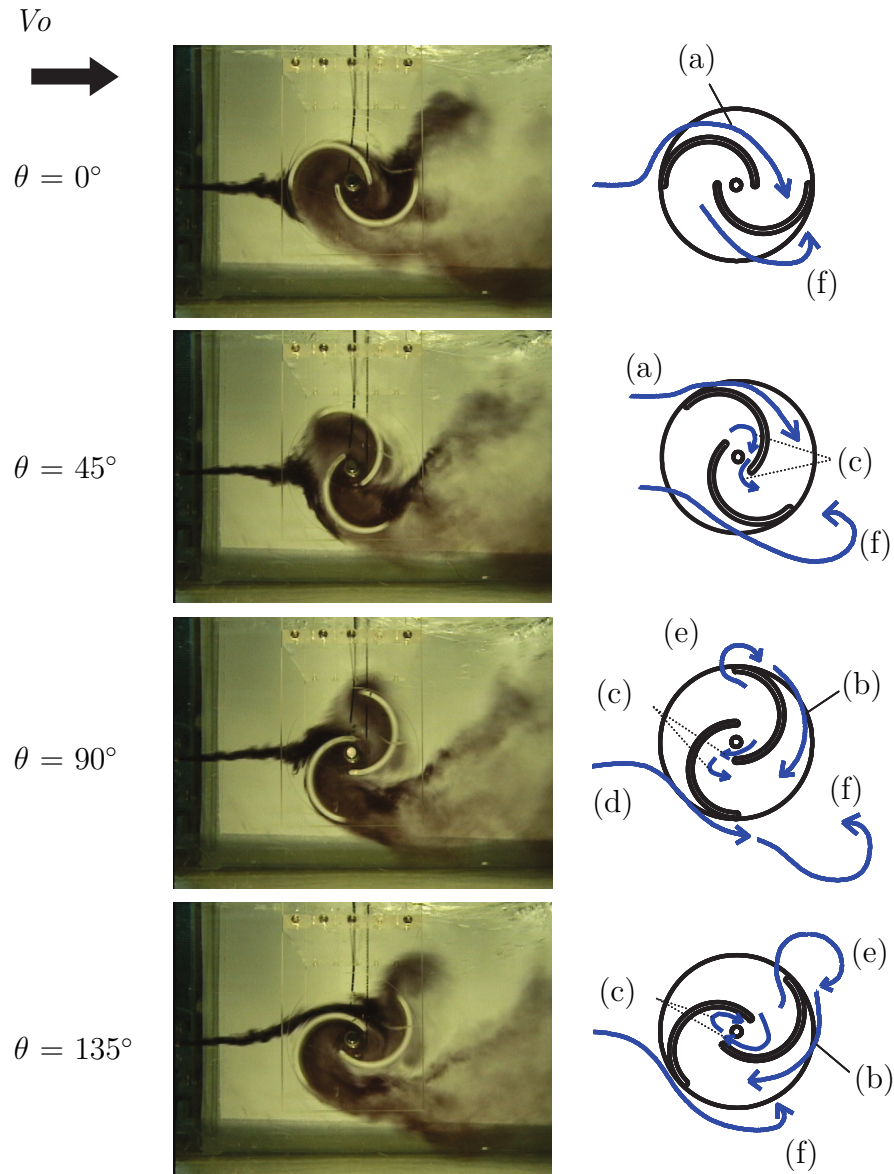 Vo
θ = 0°
(a)
(f)
θ = 45°
(a)
(c)
(f)
θ = 90°
(e)
(c)
(b)
(d)
(f)
θ = 135°
(e)
(c)
(b)
(f)